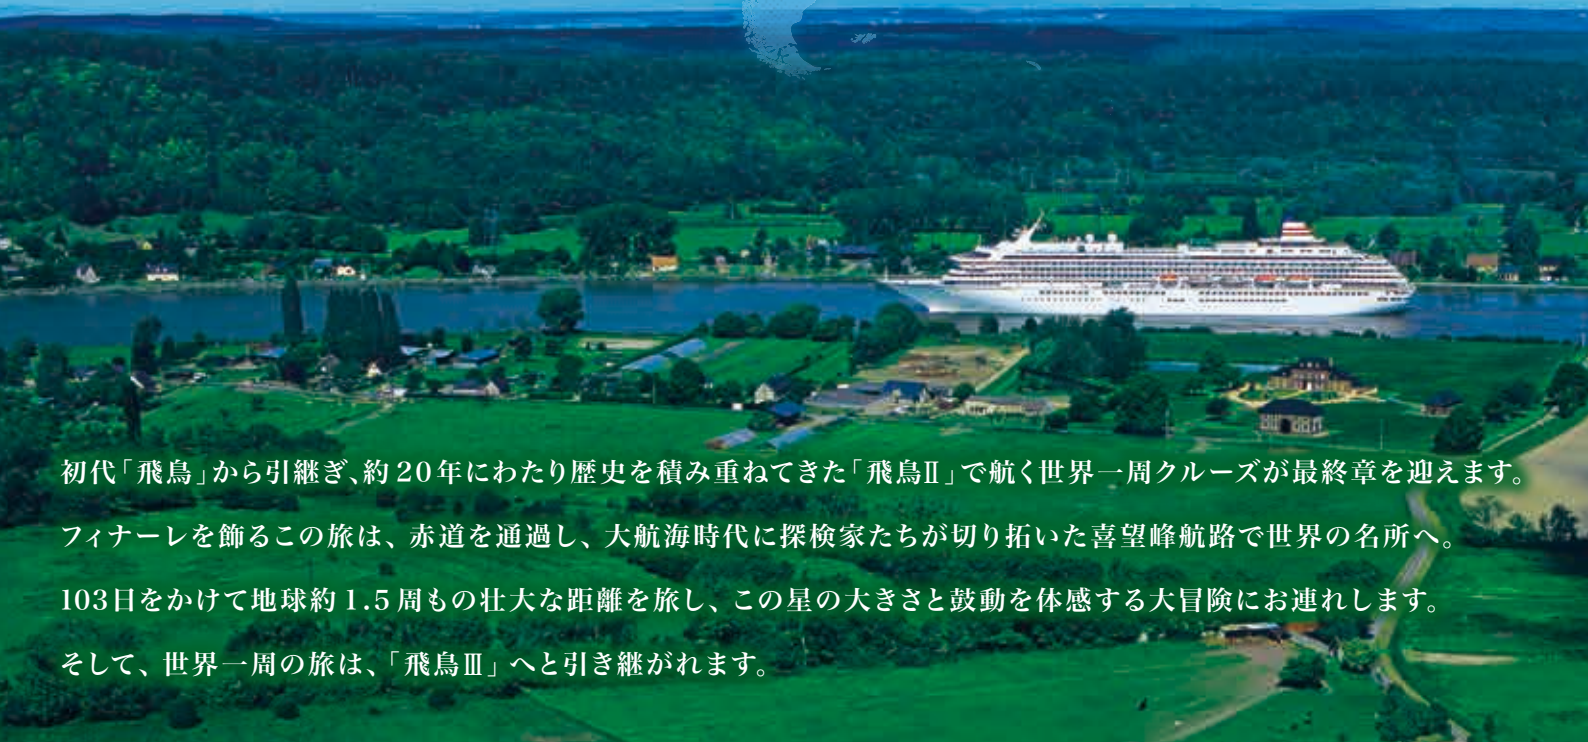 初代「飛鳥」から引継ぎ、約20年にわたり歴史を積み重ねてきた「飛鳥Ⅱ」で航く世界一周クルーズが最終章を迎えます。
フィナーレを飾るこの旅は、赤道を通過し、大航海時代に探検家たちが切り拓いた喜望峰航路で世界の名所へ。
103日をかけて地球約1.5周もの壮大な距離を旅し、この星の大きさと鼓動を体感する大冒険にお連れします。
そして、世界一周の旅は、「飛鳥Ⅲ」へと引き継がれます。